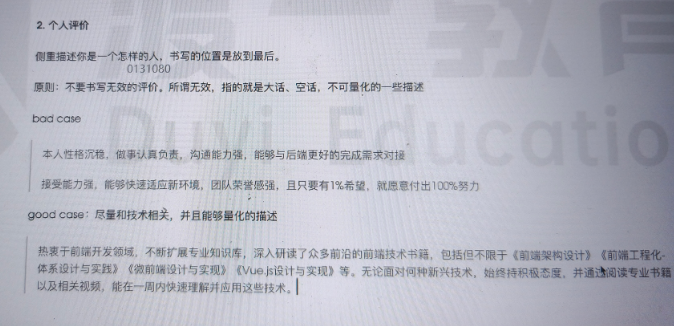 2. 个人评价
侧重描述你是一个怎样的人，书写的位置是放到最后。
0131080
原则：不要书写无效的评价。所谓无效，指的就是大话、空话，不可量化的一些描述
bad case
本人性格沉稳，做事认真负责，沟通能力强，能够与后端更好的完成需求对接
接受能力强，能够快速适应新环境，团队荣誉感强，且只要有1%希望，就愿意付出100%努力
good case：尽量和技术相关，并且能够量化的描述
热衷于前端开发领域，不断扩展专业知识库，深入研读了众多前沿的前端技术书籍，包括但不限于《前端架构设计》《前端工程化-
体系设计与实践》《微前端设计与实现》《Vue.js设计与实现》等。无论面对何种新兴技术，始终持积极态度，并通过阅读专业书籍
以及相关视频，能在一周内快速理解并应用这些技术。
教育
Duyi Educatio